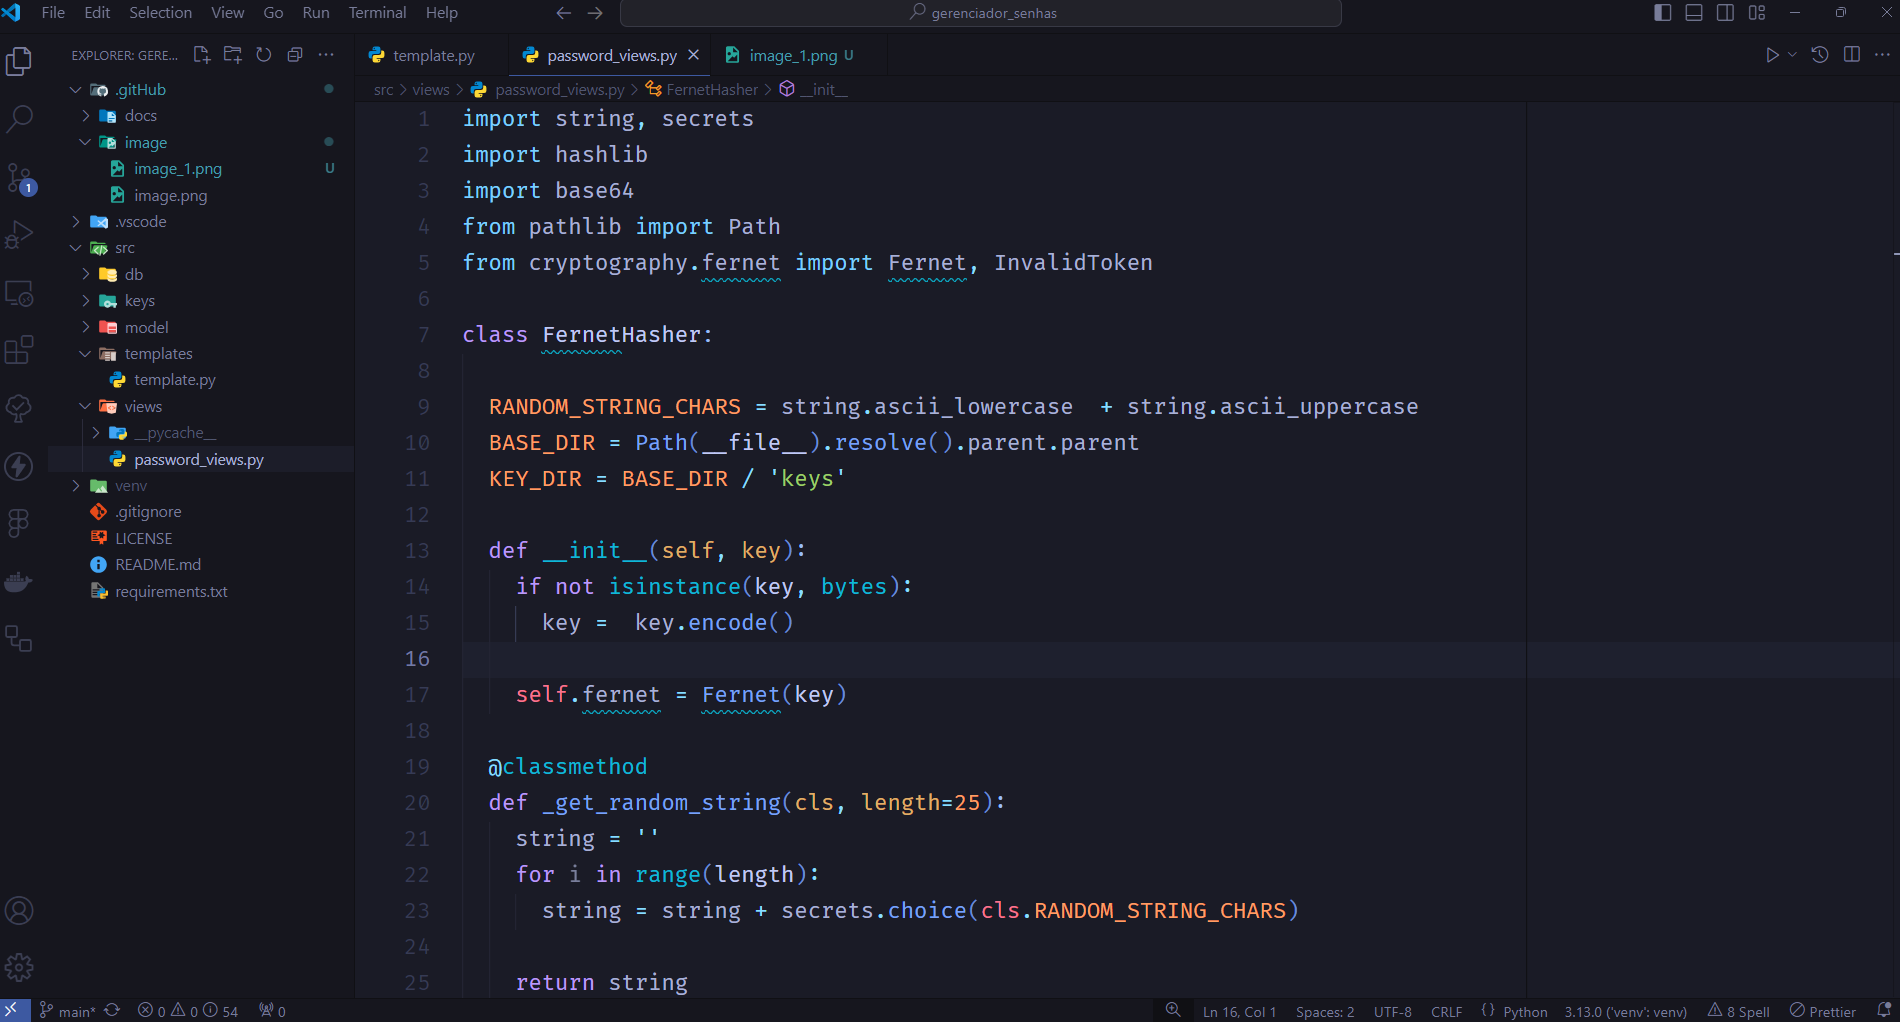 File Edit Selection View Go Run Terminal Help
gerenciador_senhas
EXPLORER: GERE...
.gitHub
docs
image
image_1.png U
image.png
.vscode
src
db
keys
model
templates
template.py
views
__pycache__
password_views.py
venv
.gitignore
LICENSE
README.md
requirements.txt
1
template.py password_views.py image_1.png U
src > views > password_views.py > FernetHasher > __init__
1 import string, secrets
2 import hashlib
3 import base64
4 from pathlib import Path
5 from cryptography.fernet import Fernet, InvalidToken
6
7 class FernetHasher:
8
9 RANDOM_STRING_CHARS = string.ascii_lowercase  + string.ascii_uppercase
10 BASE_DIR = Path(__file__).resolve().parent.parent
11 KEY_DIR = BASE_DIR / 'keys'
12
13 def __init__(self, key):
14 if not isinstance(key, bytes):
15 key =  key.encode()
16
17 self.fernet = Fernet(key)
18
19 @classmethod
20 def _get_random_string(cls, length=25):
21 string = ''
22 for i in range(length):
23 string = string + secrets.choice(cls.RANDOM_STRING_CHARS)
24
25 return string
main* 0 0 54 0 Ln 16, Col 1 Spaces: 2 UTF-8 CRLF {} Python 3.13.0 ('venv': venv) 8 Spell Prettier